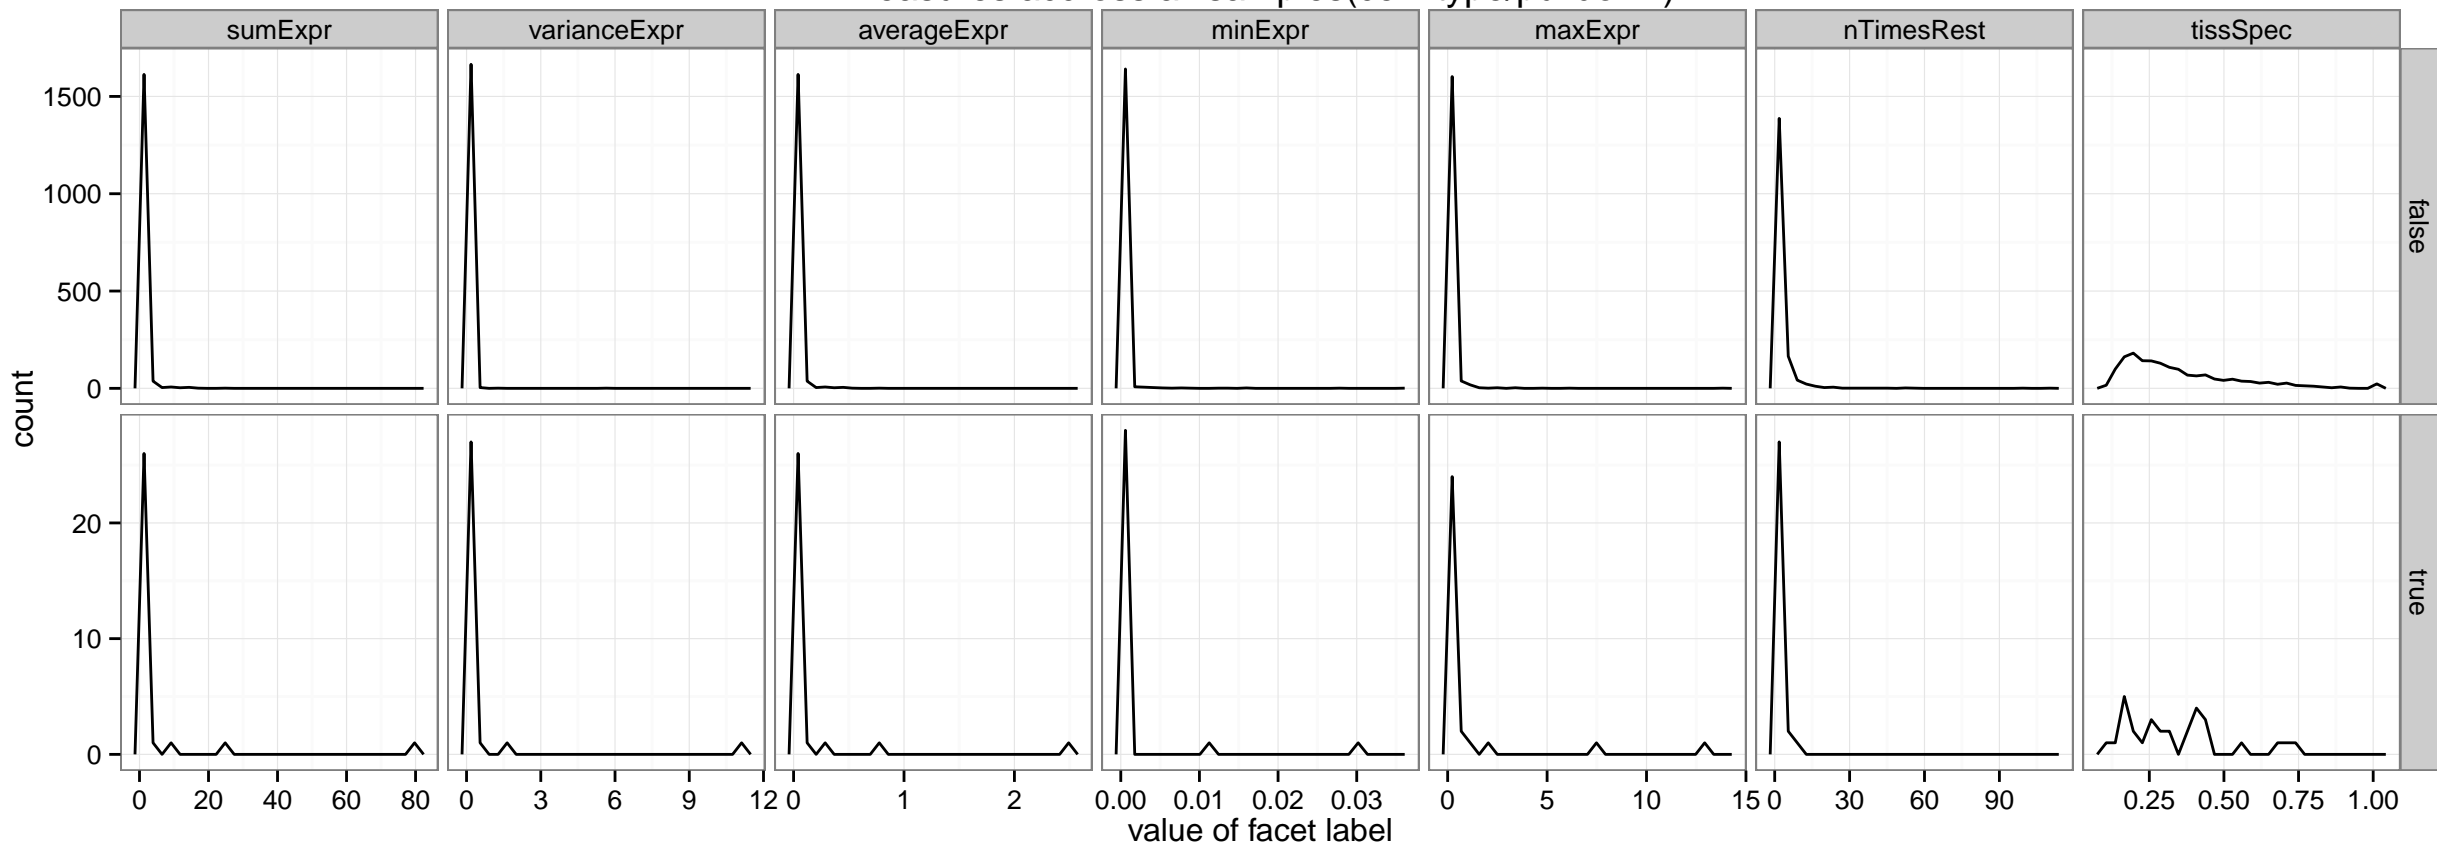 sumExpr varianceExpr averageExpr minExpr maxExpr nTimesRest tissSpec
1500
1000
500
0
false
count
20
10
0
true
0 20 40 60 80 0 3 6 9 12 0 1 2 0.00 0.01 0.02 0.03 0 5 10 15 0 30 60 90 0.25 0.50 0.75 1.00
value of facet label